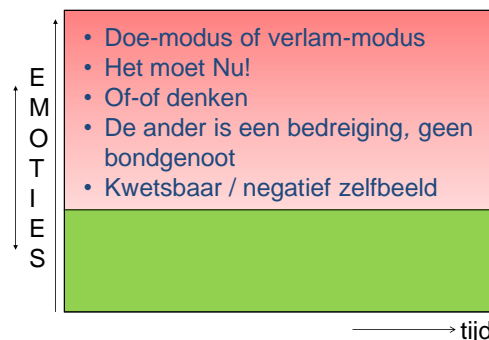 • Doe-modus of verlam-modus
• Het moet Nu!
• Of-of denken
• De ander is een bedreiging, geen
bondgenoot
• Kwetsbaar / negatief zelfbeeld
E
M
O
T
I
E
S
tijd